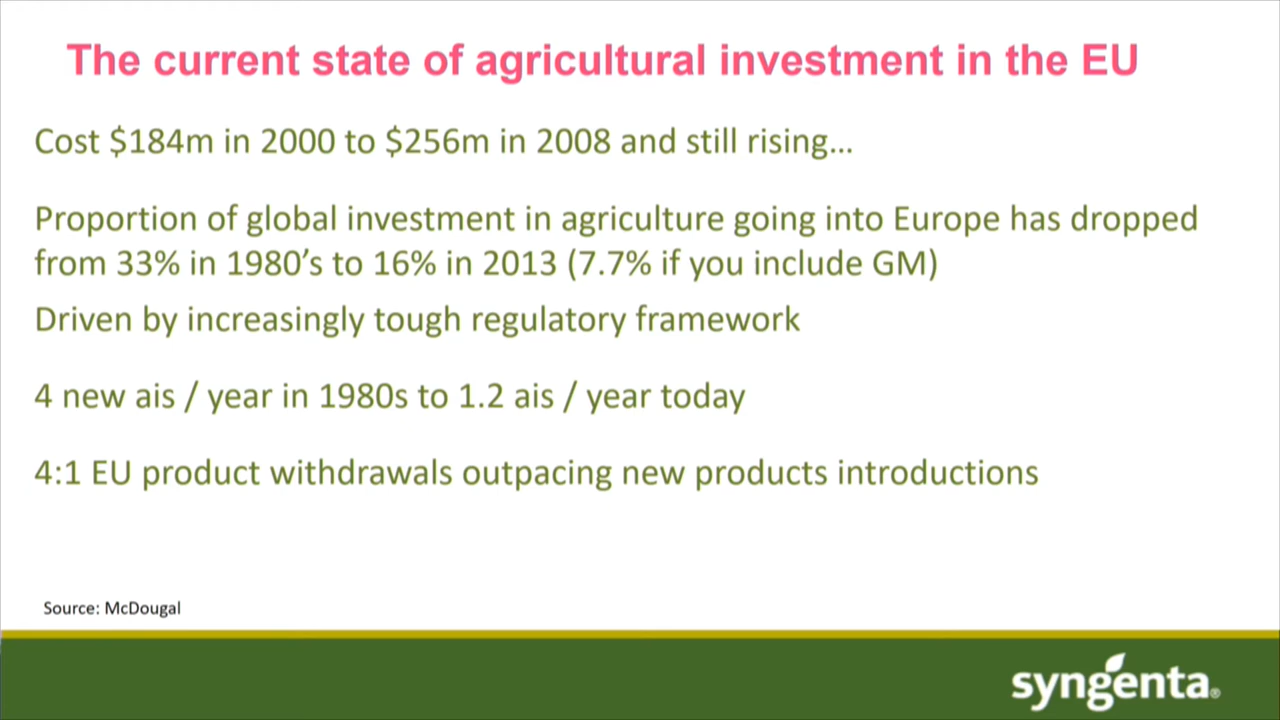 The current state of agricultural investment in the EU
Cost $184m in 2000 to $256m in 2008 and still rising…
Proportion of global investment in agriculture going into Europe has dropped
from 33% in 1980’s to 16% in 2013 (7.7% if you include GM)
Driven by increasingly tough regulatory framework
4 new ais / year in 1980s to 1.2 ais / year today
4:1 EU product withdrawals outpacing new products introductions
Source: McDougal
syngenta®